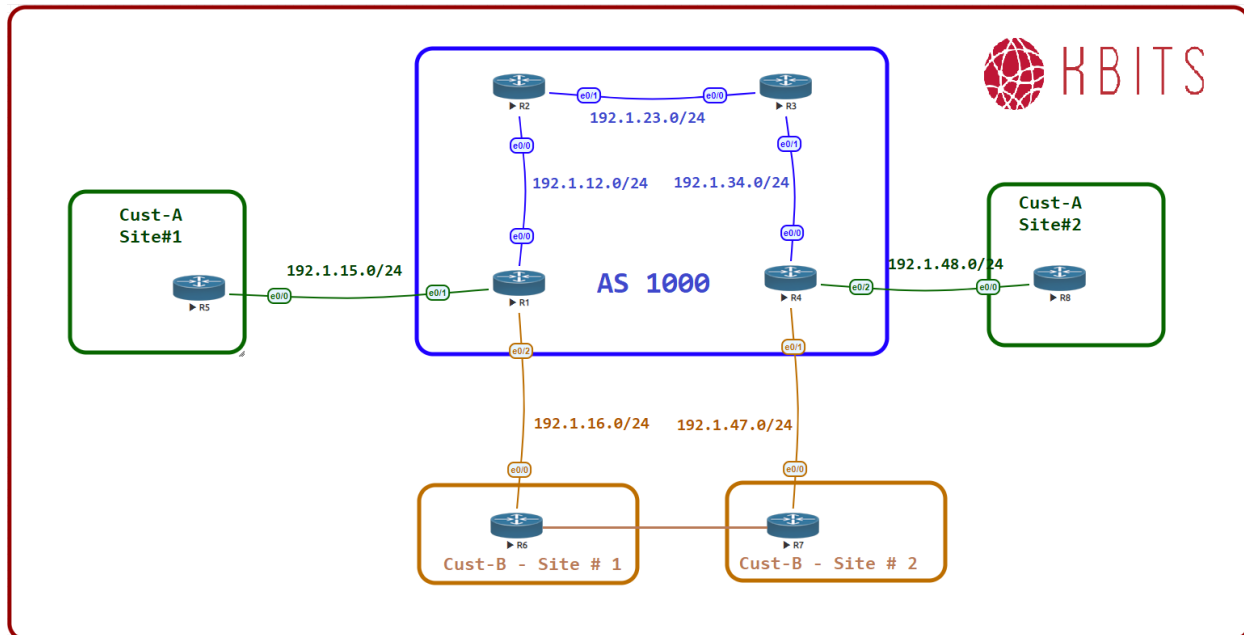 KBITS
R2
e0/1
e0/0
R3
192.1.23.0/24
e0/0
e0/1
192.1.12.0/24
192.1.34.0/24
Cust-A
Site#1
Cust-A
Site#2
e0/0
e0/0
192.1.15.0/24
AS 1000
192.1.48.0/24
R5
e0/0
e0/1
R1
R4
e0/2
e0/0
R8
e0/2
e0/1
192.1.16.0/24
192.1.47.0/24
e0/0
e0/0
R6
R7
Cust-B - Site # 1
Cust-B - Site # 2